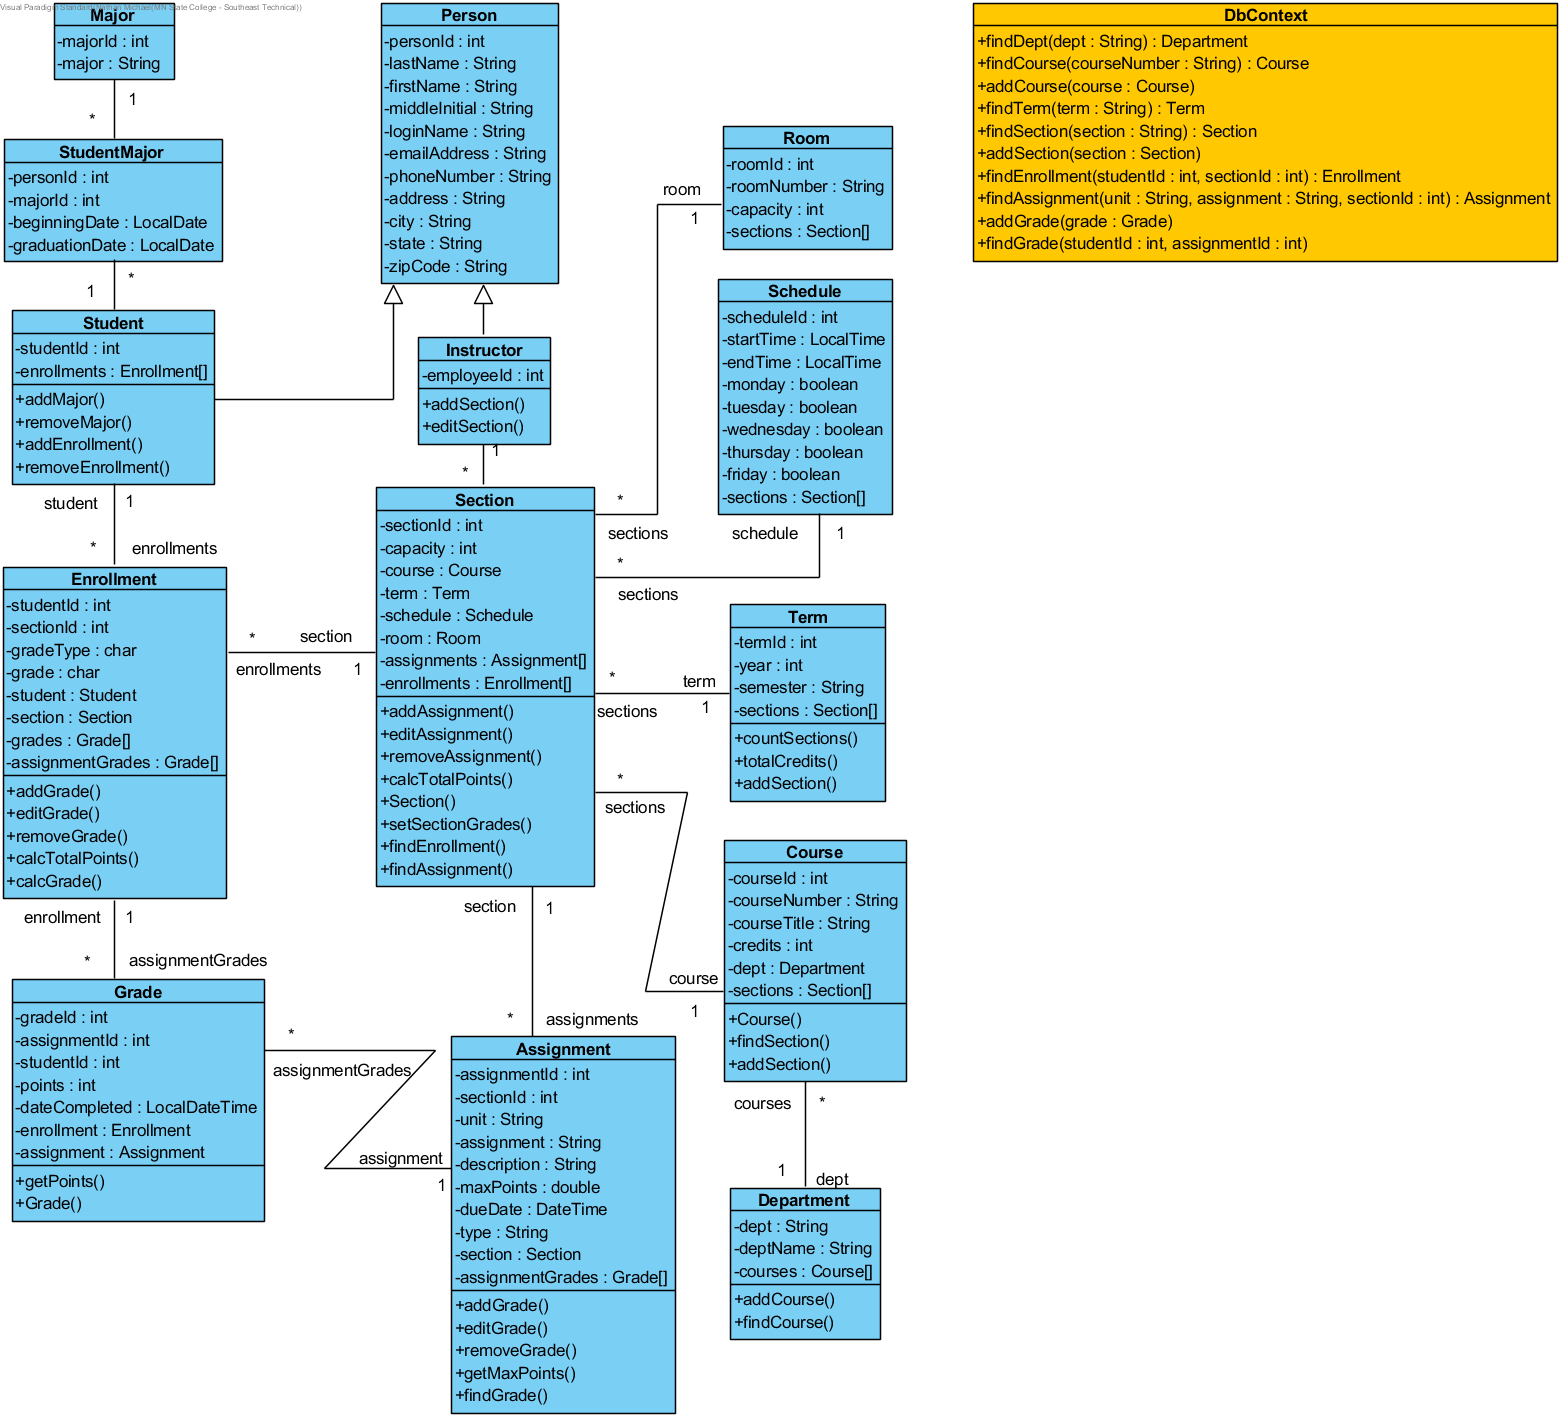 Visual Paradigm Standard(Nathan Michael(MN State College - Southeast Technical))
Major
-majorId : int
-major : String
1
*
StudentMajor
-personId : int
-majorId : int
-beginningDate : LocalDate
-graduationDate : LocalDate
*
1
Student
-studentId : int
-enrollments : Enrollment[]
+addMajor()
+removeMajor()
+addEnrollment()
+removeEnrollment()
student
1
*
enrollments
Enrollment
-studentId : int
-sectionId : int
-gradeType : char
-grade : char
-student : Student
-section : Section
-grades : Grade[]
-assignmentGrades : Grade[]
+addGrade()
+editGrade()
+removeGrade()
+calcTotalPoints()
+calcGrade()
enrollment
1
*
assignmentGrades
Grade
-gradeId : int
-assignmentId : int
-studentId : int
-points : int
-dateCompleted : LocalDateTime
-enrollment : Enrollment
-assignment : Assignment
+getPoints()
+Grade()
Person
-personId : int
-lastName : String
-firstName : String
-middleInitial : String
-loginName : String
-emailAddress : String
-phoneNumber : String
-address : String
-city : String
-state : String
-zipCode : String
Instructor
-employeeId : int
+addSection()
+editSection()
1
*
Section
-sectionId : int
-capacity : int
-course : Course
-term : Term
-schedule : Schedule
-room : Room
-assignments : Assignment[]
-enrollments : Enrollment[]
+addAssignment()
+editAssignment()
+removeAssignment()
+calcTotalPoints()
+Section()
+setSectionGrades()
+findEnrollment()
+findAssignment()
*
section
enrollments
1
section
1
*
assignments
*
assignmentGrades
assignment
1
Assignment
-assignmentId : int
-sectionId : int
-unit : String
-assignment : String
-description : String
-maxPoints : double
-dueDate : DateTime
-type : String
-section : Section
-assignmentGrades : Grade[]
+addGrade()
+editGrade()
+removeGrade()
+getMaxPoints()
+findGrade()
room
1
*
sections
Room
-roomId : int
-roomNumber : String
-capacity : int
-sections : Section[]
Schedule
-scheduleId : int
-startTime : LocalTime
-endTime : LocalTime
-monday : boolean
-tuesday : boolean
-wednesday : boolean
-thursday : boolean
-friday : boolean
-sections : Section[]
schedule
1
*
sections
Term
-termId : int
-year : int
-semester : String
-sections : Section[]
+countSections()
+totalCredits()
+addSection()
*
term
sections
1
*
sections
course
1
Course
-courseId : int
-courseNumber : String
-courseTitle : String
-credits : int
-dept : Department
-sections : Section[]
+Course()
+findSection()
+addSection()
courses
*
1
dept
Department
-dept : String
-deptName : String
-courses : Course[]
+addCourse()
+findCourse()
DbContext
+findDept(dept : String) : Department
+findCourse(courseNumber : String) : Course
+addCourse(course : Course)
+findTerm(term : String) : Term
+findSection(section : String) : Section
+addSection(section : Section)
+findEnrollment(studentId : int, sectionId : int) : Enrollment
+findAssignment(unit : String, assignment : String, sectionId : int) : Assignment
+addGrade(grade : Grade)
+findGrade(studentId : int, assignmentId : int)